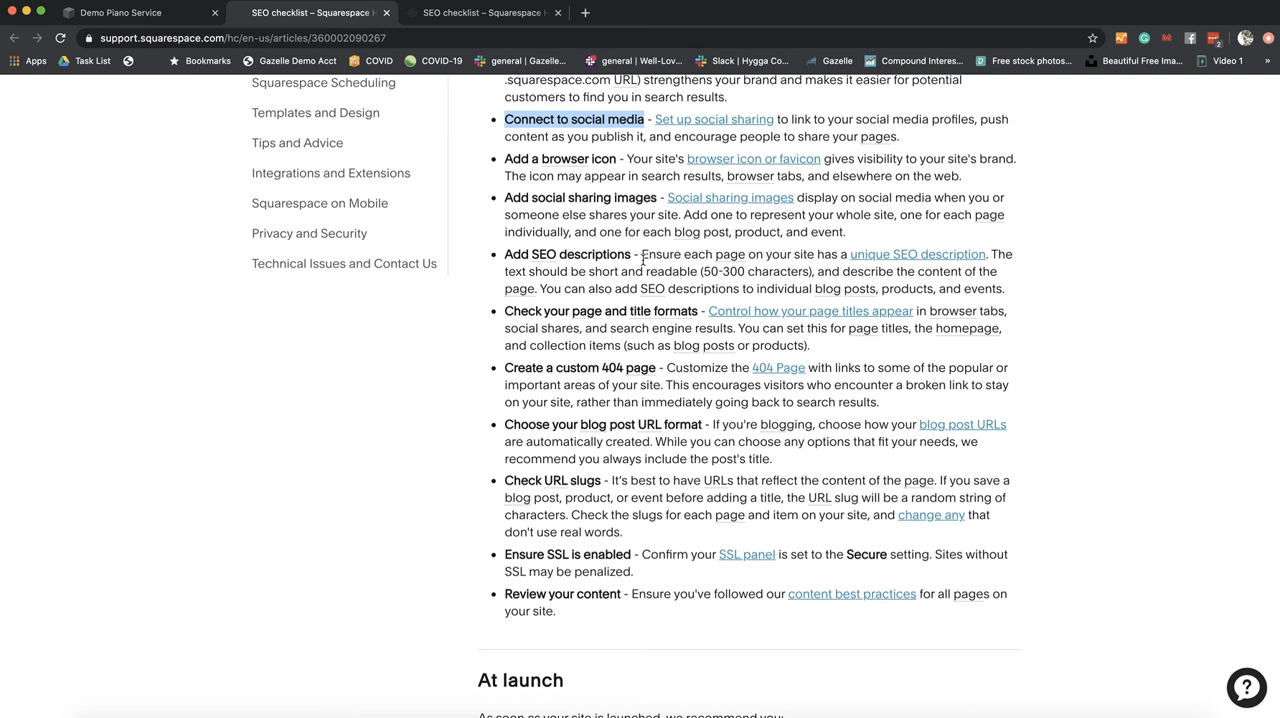 Demo Piano Service
SEO checklist – Squarespace H
SEO checklist – Squarespace H
support.squarespace.com/hc/en-us/articles/360002090267
Apps
Task List
Bookmarks
Gazelle Demo Acct
COVID
COVID-19
general | Gazelle...
general | Well-Lov...
Slack | Hygga Co...
Gazelle
Compound Interes...
Free stock photos...
Beautiful Free Ima...
Video 1
»
Squarespace Scheduling
Templates and Design
Tips and Advice
Integrations and Extensions
Squarespace on Mobile
Privacy and Security
Technical Issues and Contact Us
.squarespace.com URL) strengthens your brand and makes it easier for potential
customers to find you in search results.
• Connect to social media - Set up social sharing to link to your social media profiles, push
content as you publish it, and encourage people to share your pages.
• Add a browser icon - Your site's browser icon or favicon gives visibility to your site's brand.
The icon may appear in search results, browser tabs, and elsewhere on the web.
• Add social sharing images - Social sharing images display on social media when you or
someone else shares your site. Add one to represent your whole site, one for each page
individually, and one for each blog post, product, and event.
• Add SEO descriptions - Ensure each page on your site has a unique SEO description. The
text should be short and readable (50-300 characters), and describe the content of the
page. You can also add SEO descriptions to individual blog posts, products, and events.
• Check your page and title formats - Control how your page titles appear in browser tabs,
social shares, and search engine results. You can set this for page titles, the homepage,
and collection items (such as blog posts or products).
• Create a custom 404 page - Customize the 404 Page with links to some of the popular or
important areas of your site. This encourages visitors who encounter a broken link to stay
on your site, rather than immediately going back to search results.
• Choose your blog post URL format - If you're blogging, choose how your blog post URLs
are automatically created. While you can choose any options that fit your needs, we
recommend you always include the post's title.
• Check URL slugs - It's best to have URLs that reflect the content of the page. If you save a
blog post, product, or event before adding a title, the URL slug will be a random string of
characters. Check the slugs for each page and item on your site, and change any that
don't use real words.
• Ensure SSL is enabled - Confirm your SSL panel is set to the Secure setting. Sites without
SSL may be penalized.
• Review your content - Ensure you've followed our content best practices for all pages on
your site.
At launch
As soon as your site is launched, we recommend you: